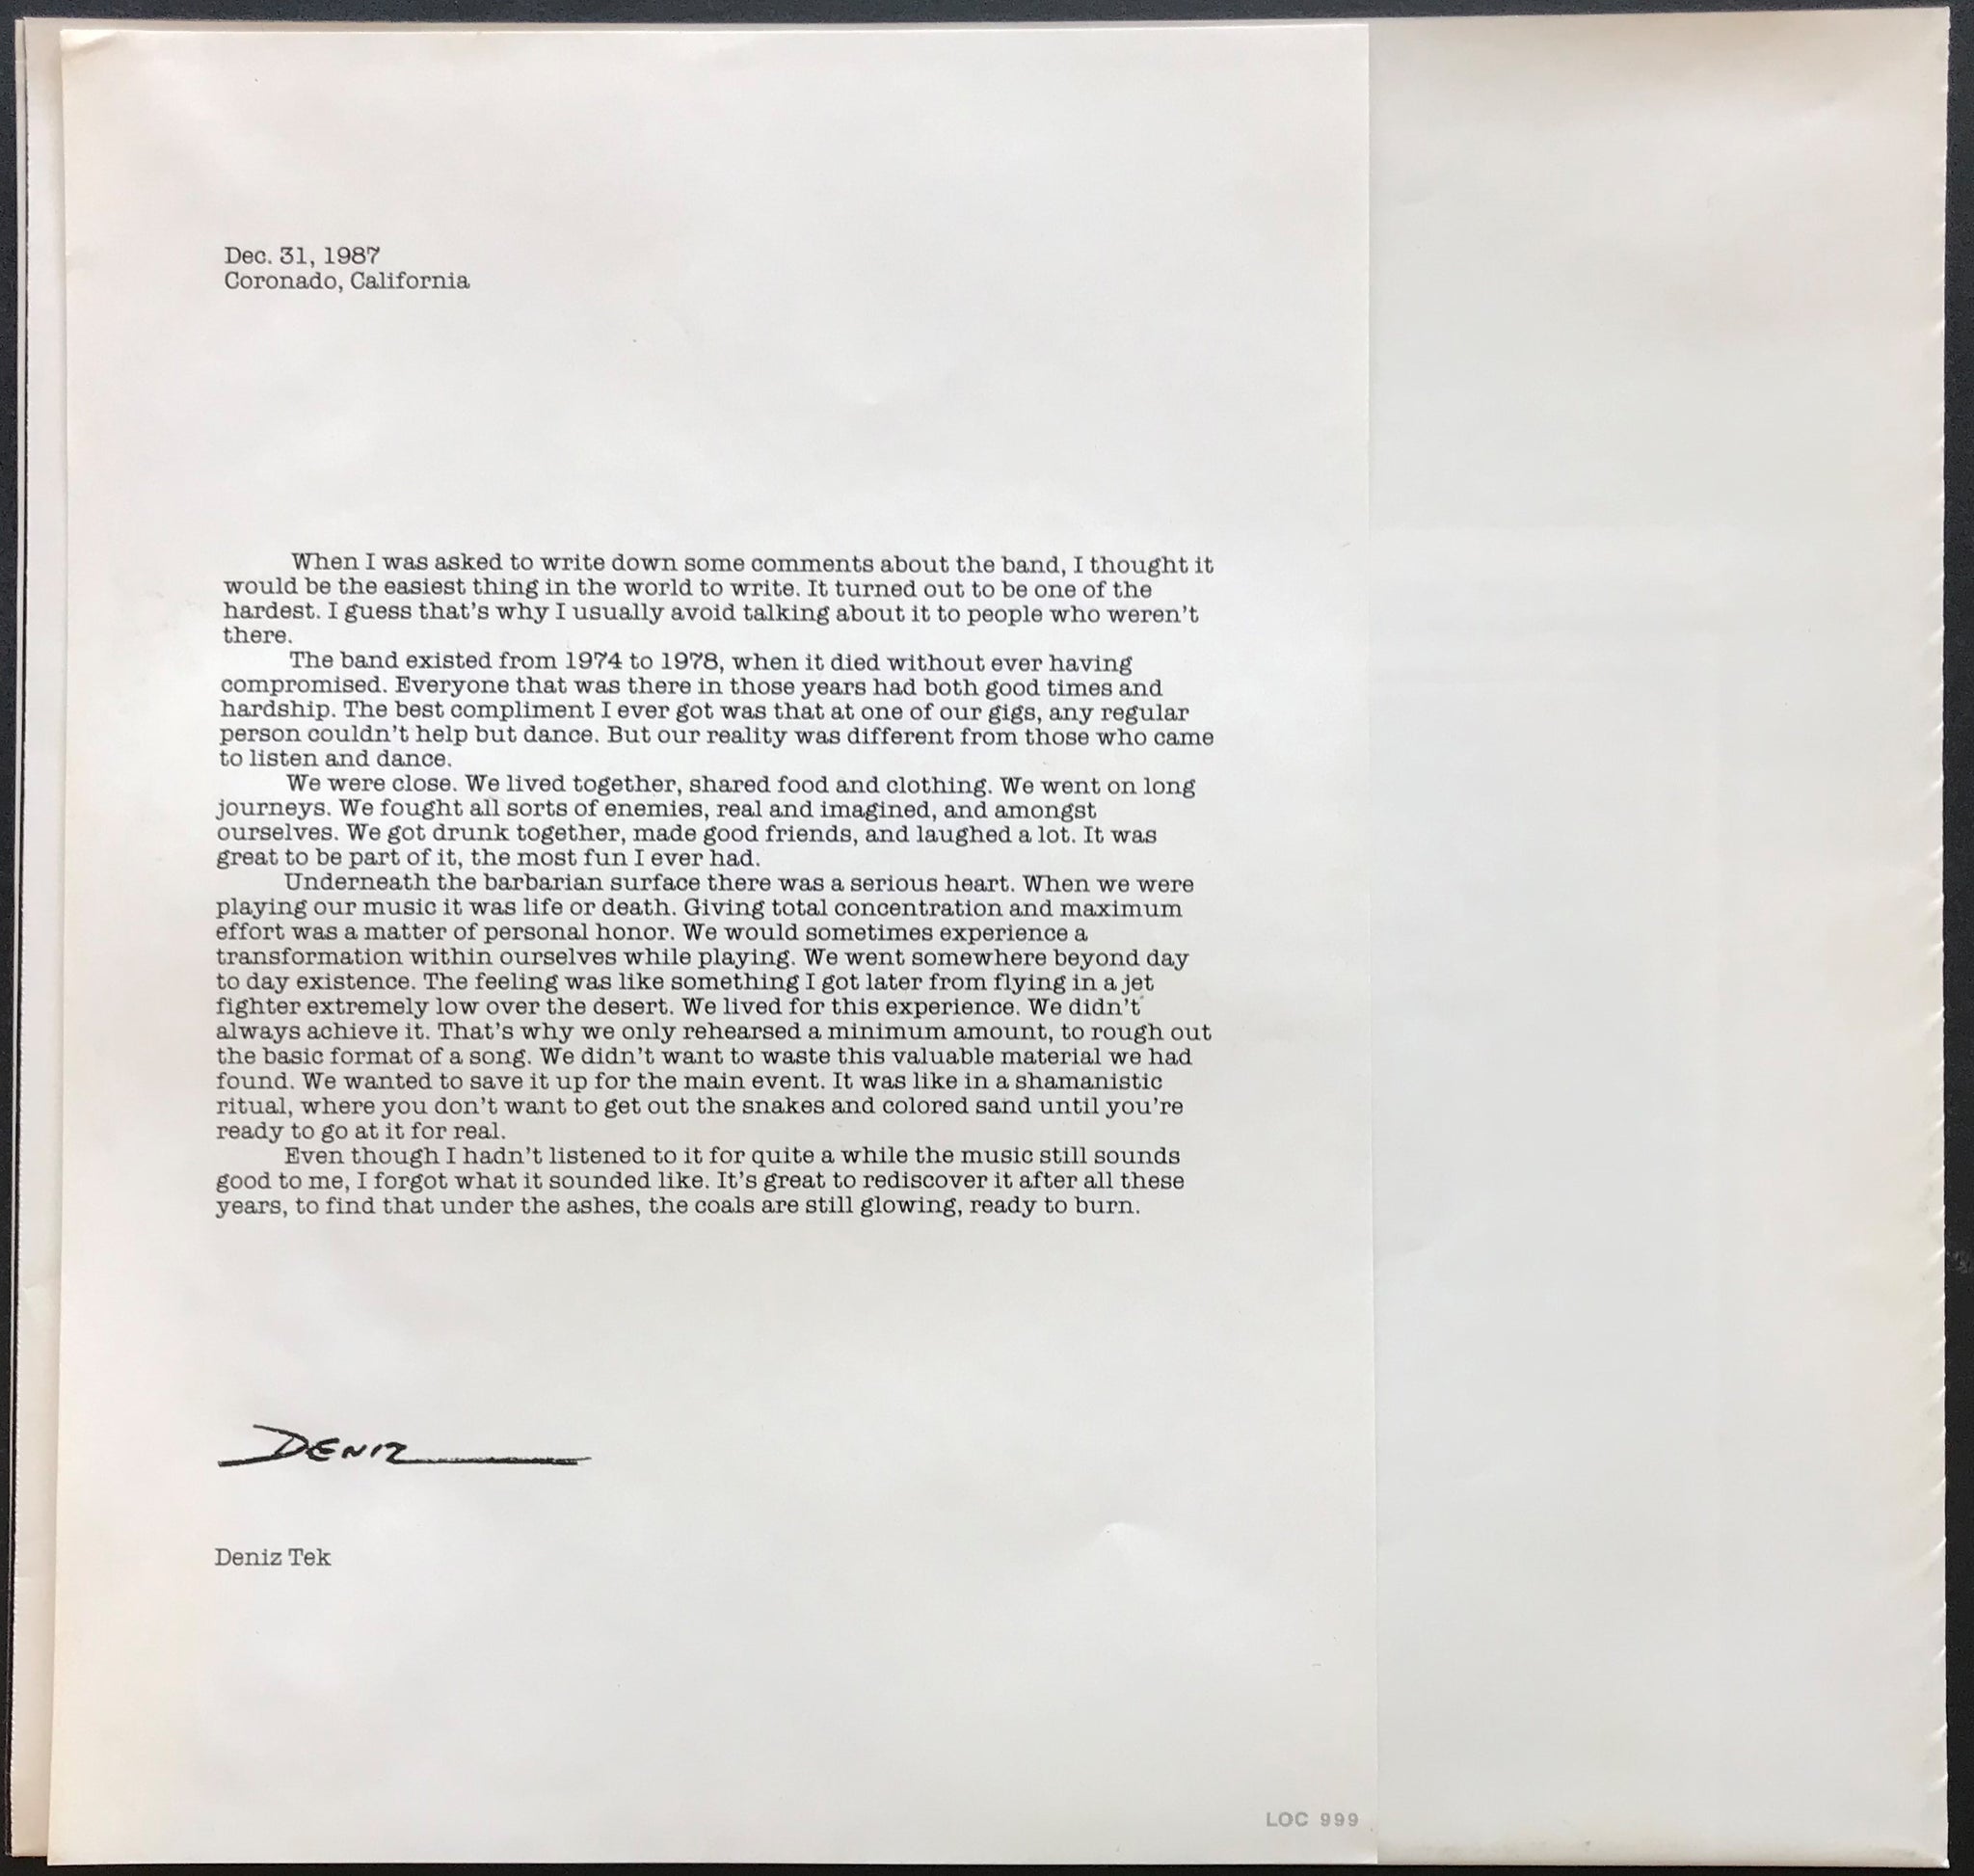 Dec. 31, 1987
Coronado, California
When I was asked to write down some comments about the band, I thought it
would be the easiest thing in the world to write. It turned out to be one of the
hardest. I guess that's why I usually avoid talking about it to people who weren't
there.
The band existed from 1974 to 1978, when it died without ever having
compromised. Everyone that was there in those years had both good times and
hardship. The best compliment I ever got was that at one of our gigs, any regular
person couldn't help but dance. But our reality was different from those who came
to listen and dance.
We were close. We lived together, shared food and clothing. We went on long
journeys. We fought all sorts of enemies, real and imagined, and amongst
ourselves. We got drunk together, made good friends, and laughed a lot. It was
great to be part of it, the most fun I ever had.
Underneath the barbarian surface there was a serious heart. When we were
playing our music it was life or death. Giving total concentration and maximum
effort was a matter of personal honor. We would sometimes experience a
transformation within ourselves while playing. We went somewhere beyond day
to day existence. The feeling was like something I got later from flying in a jet
fighter extremely low over the desert. We lived for this experience. We didn't
always achieve it. That's why we only rehearsed a minimum amount, to rough out
the basic format of a song. We didn't want to waste this valuable material we had
found. We wanted to save it up for the main event. It was like in a shamanistic
ritual, where you don't want to get out the snakes and colored sand until you're
ready to go at it for real.
Even though I hadn't listened to it for quite a while the music still sounds
good to me, I forgot what it sounded like. It's great to rediscover it after all these
years, to find that under the ashes, the coals are still glowing, ready to burn.
DENIZ
Deniz Tek
LOC 999